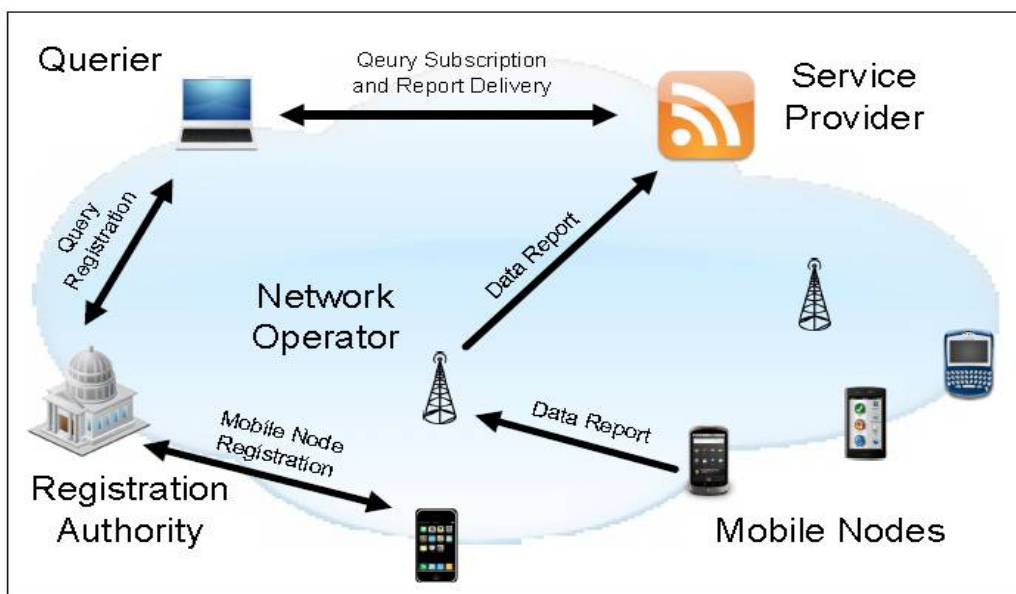 Querier
Qeury Subscription
and Report Delivery
Service
Provider
Query
Registration
Data Report
Network
Operator
Mobile Node
Registration
Data Report
Registration
Authority
Mobile Nodes